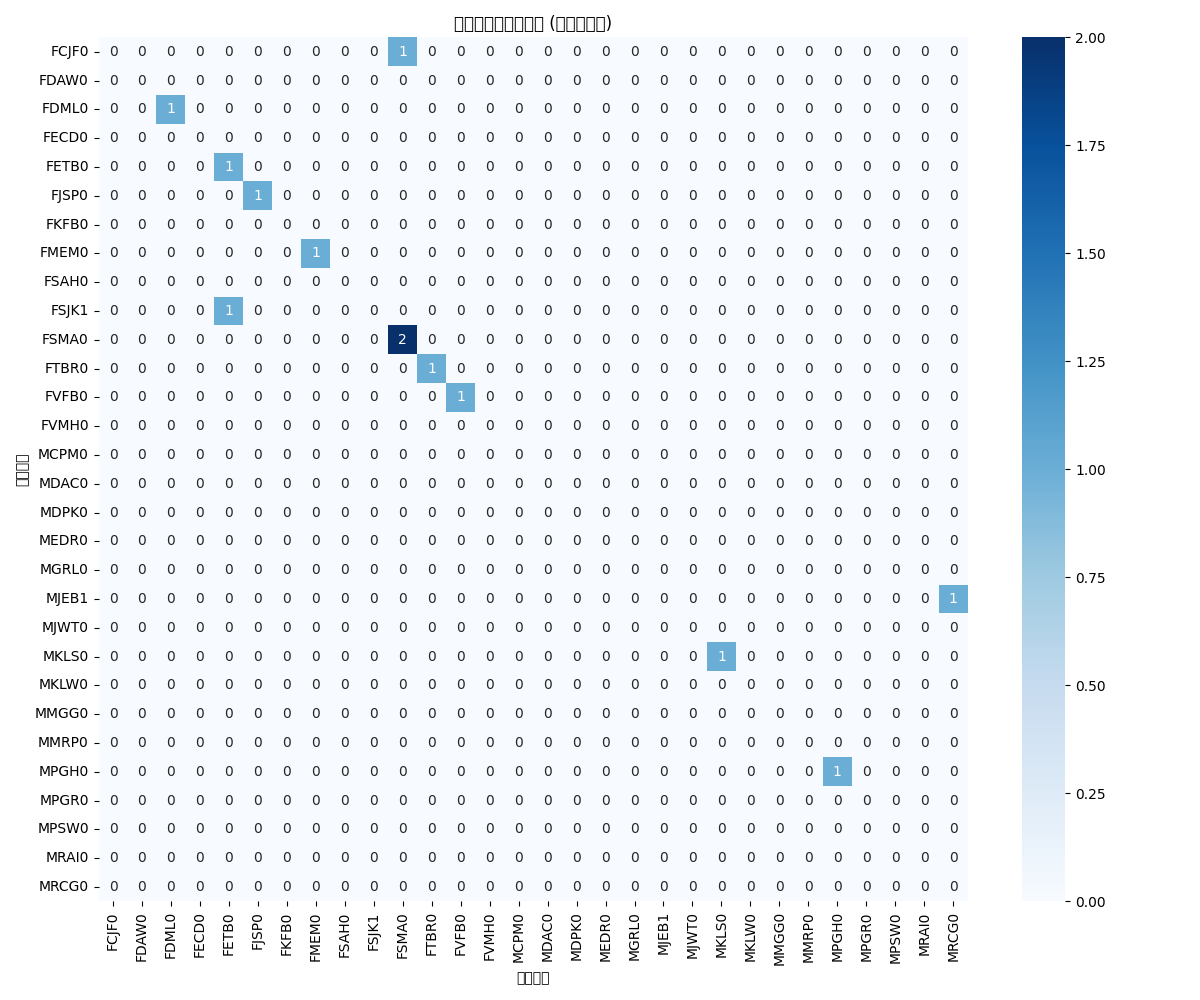 FCJF0 0 0 0 0 0 0 0 0 0 0 1 0 0 0 0 0 0 0 0 0 0 0 0 0 0 0 0 0 0 0
FDAW0 0 0 0 0 0 0 0 0 0 0 0 0 0 0 0 0 0 0 0 0 0 0 0 0 0 0 0 0 0 0
FDML0 0 0 1 0 0 0 0 0 0 0 0 0 0 0 0 0 0 0 0 0 0 0 0 0 0 0 0 0 0 0
FECD0 0 0 0 0 0 0 0 0 0 0 0 0 0 0 0 0 0 0 0 0 0 0 0 0 0 0 0 0 0 0
FETB0 0 0 0 0 1 0 0 0 0 0 0 0 0 0 0 0 0 0 0 0 0 0 0 0 0 0 0 0 0 0
FJSP0 0 0 0 0 0 1 0 0 0 0 0 0 0 0 0 0 0 0 0 0 0 0 0 0 0 0 0 0 0 0
FKFB0 0 0 0 0 0 0 0 0 0 0 0 0 0 0 0 0 0 0 0 0 0 0 0 0 0 0 0 0 0 0
FMEM0 0 0 0 0 0 0 0 1 0 0 0 0 0 0 0 0 0 0 0 0 0 0 0 0 0 0 0 0 0 0
FSAH0 0 0 0 0 0 0 0 0 0 0 0 0 0 0 0 0 0 0 0 0 0 0 0 0 0 0 0 0 0 0
FSJK1 0 0 0 0 1 0 0 0 0 0 0 0 0 0 0 0 0 0 0 0 0 0 0 0 0 0 0 0 0 0
FSMA0 0 0 0 0 0 0 0 0 0 0 2 0 0 0 0 0 0 0 0 0 0 0 0 0 0 0 0 0 0 0
FTBR0 0 0 0 0 0 0 0 0 0 0 0 1 0 0 0 0 0 0 0 0 0 0 0 0 0 0 0 0 0 0
FVFB0 0 0 0 0 0 0 0 0 0 0 0 0 1 0 0 0 0 0 0 0 0 0 0 0 0 0 0 0 0 0
FVMH0 0 0 0 0 0 0 0 0 0 0 0 0 0 0 0 0 0 0 0 0 0 0 0 0 0 0 0 0 0 0
MCPM0 0 0 0 0 0 0 0 0 0 0 0 0 0 0 0 0 0 0 0 0 0 0 0 0 0 0 0 0 0 0
MDAC0 0 0 0 0 0 0 0 0 0 0 0 0 0 0 0 0 0 0 0 0 0 0 0 0 0 0 0 0 0 0
MDPK0 0 0 0 0 0 0 0 0 0 0 0 0 0 0 0 0 0 0 0 0 0 0 0 0 0 0 0 0 0 0
MEDR0 0 0 0 0 0 0 0 0 0 0 0 0 0 0 0 0 0 0 0 0 0 0 0 0 0 0 0 0 0 0
MGRL0 0 0 0 0 0 0 0 0 0 0 0 0 0 0 0 0 0 0 0 0 0 0 0 0 0 0 0 0 0 0
MJEB1 0 0 0 0 0 0 0 0 0 0 0 0 0 0 0 0 0 0 0 0 0 0 0 0 0 0 0 0 0 1
MJWT0 0 0 0 0 0 0 0 0 0 0 0 0 0 0 0 0 0 0 0 0 0 0 0 0 0 0 0 0 0 0
MKLS0 0 0 0 0 0 0 0 0 0 0 0 0 0 0 0 0 0 0 0 0 0 1 0 0 0 0 0 0 0 0
MKLW0 0 0 0 0 0 0 0 0 0 0 0 0 0 0 0 0 0 0 0 0 0 0 0 0 0 0 0 0 0 0
MMGG0 0 0 0 0 0 0 0 0 0 0 0 0 0 0 0 0 0 0 0 0 0 0 0 0 0 0 0 0 0 0
MMRP0 0 0 0 0 0 0 0 0 0 0 0 0 0 0 0 0 0 0 0 0 0 0 0 0 0 0 0 0 0 0
MPGH0 0 0 0 0 0 0 0 0 0 0 0 0 0 0 0 0 0 0 0 0 0 0 0 0 0 1 0 0 0 0
MPGR0 0 0 0 0 0 0 0 0 0 0 0 0 0 0 0 0 0 0 0 0 0 0 0 0 0 0 0 0 0 0
MPSW0 0 0 0 0 0 0 0 0 0 0 0 0 0 0 0 0 0 0 0 0 0 0 0 0 0 0 0 0 0 0
MRAI0 0 0 0 0 0 0 0 0 0 0 0 0 0 0 0 0 0 0 0 0 0 0 0 0 0 0 0 0 0 0
MRCG0 0 0 0 0 0 0 0 0 0 0 0 0 0 0 0 0 0 0 0 0 0 0 0 0 0 0 0 0 0 0
FCJF0 FDAW0 FDML0 FECD0 FETB0 FJSP0 FKFB0 FMEM0 FSAH0 FSJK1 FSMA0 FTBR0 FVFB0 FVMH0 MCPM0 MDAC0 MDPK0 MEDR0 MGRL0 MJEB1 MJWT0 MKLS0 MKLW0 MMGG0 MMRP0 MPGH0 MPGR0 MPSW0 MRAI0 MRCG0
2.00
1.75
1.50
1.25
1.00
0.75
0.50
0.25
0.00